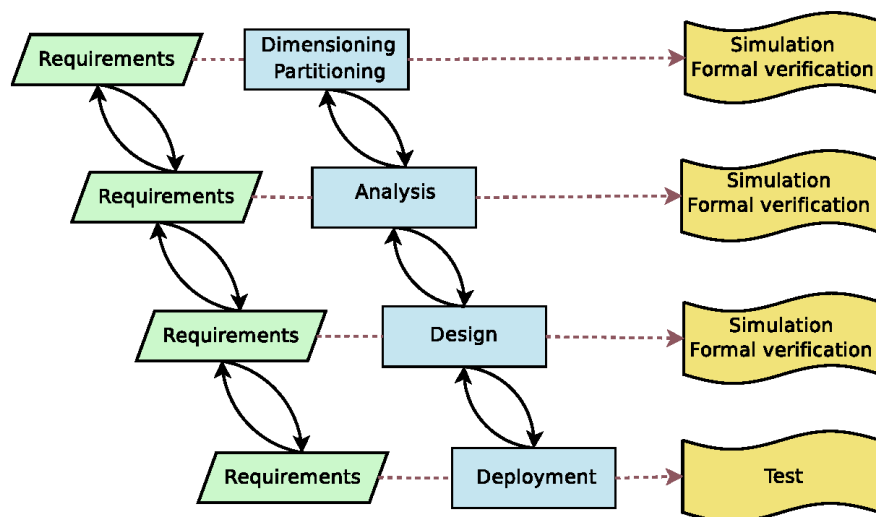 Requirements
Dimensioning
Partitioning
Simulation
Formal verification
Requirements
Analysis
Simulation
Formal verification
Requirements
Design
Simulation
Formal verification
Requirements
Deployment
Test